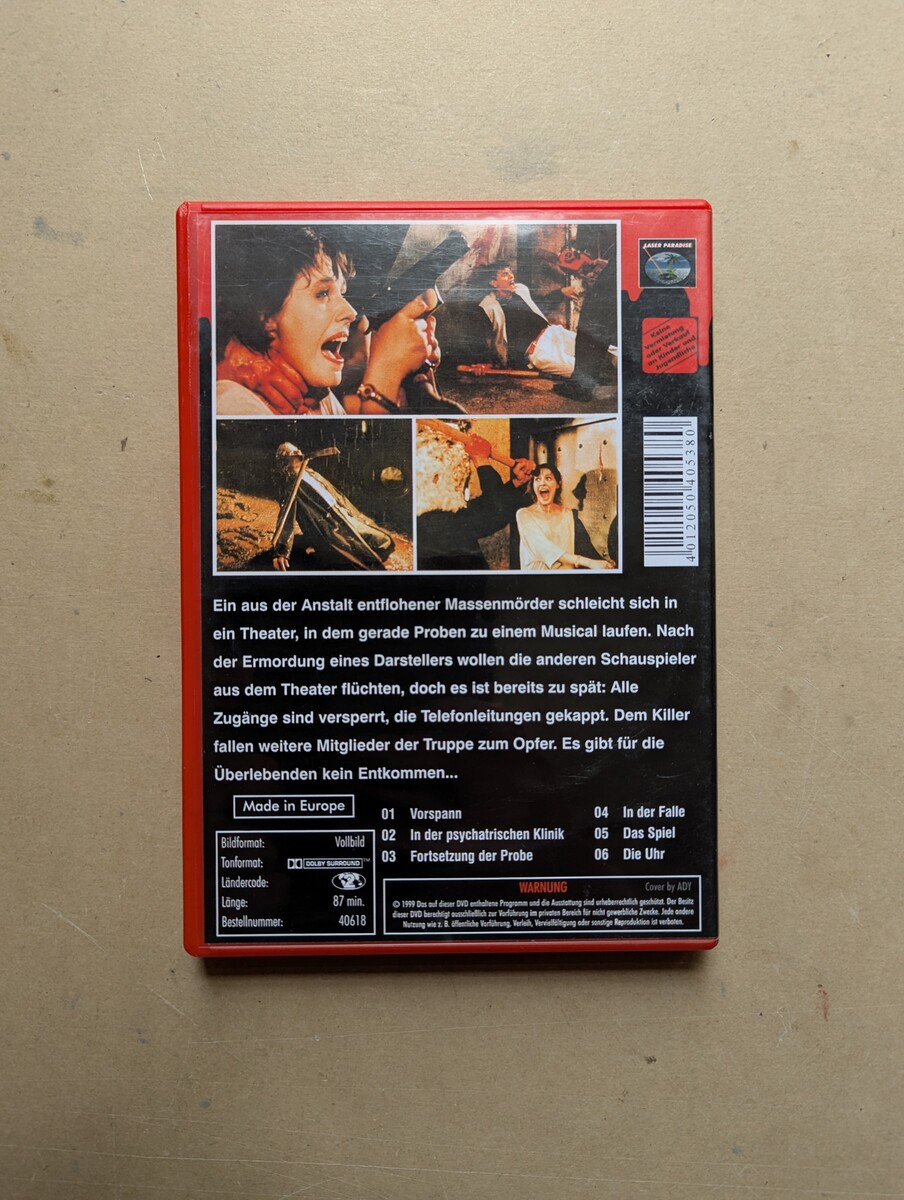 LASER PARADISE
Keine
Vermietung
oder Verkauf
an Kinder und
Jugendliche
4 012050 405380
Ein aus der Anstalt entflohener Massenmörder schleicht sich in
ein Theater, in dem gerade Proben zu einem Musical laufen. Nach
der Ermordung eines Darstellers wollen die anderen Schauspieler
aus dem Theater flüchten, doch es ist bereits zu spät: Alle
Zugänge sind versperrt, die Telefonleitungen gekappt. Dem Killer
fallen weitere Mitglieder der Truppe zum Opfer. Es gibt für die
Überlebenden kein Entkommen...
Made in Europe
01 Vorspann
02 In der psychatrischen Klinik
03 Fortsetzung der Probe
04 In der Falle
05 Das Spiel
06 Die Uhr
Bildformat: Vollbild
Tonformat: DOLBY SURROUND™
Ländercode: 2
Länge: 87 min.
Bestellnummer: 40618
WARNUNG
Cover by ADY
© 1999 Das auf dieser DVD enthaltene Programm und die Ausstattung sind urheberrechtlich geschützt. Der Besitz
dieser DVD berechtigt ausschließlich zur Vorführung im privaten Bereich für nicht gewerbliche Zwecke. Jede andere
Nutzung wie z. B. öffentliche Vorführung, Verleih, Vervielfältigung oder sonstige Reproduktion ist verboten.